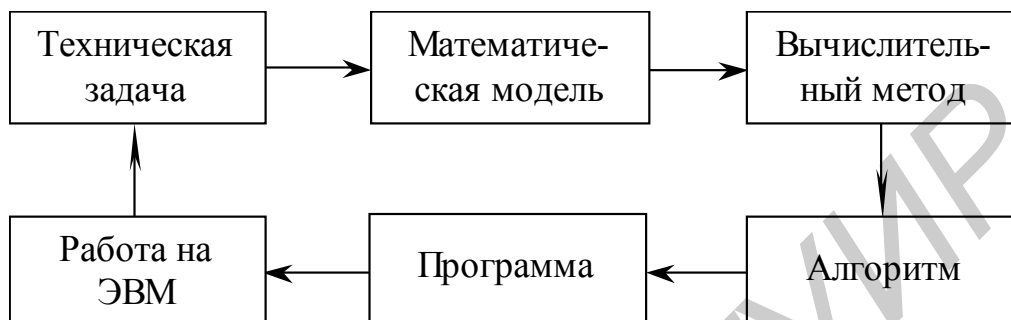 Техническая
задача
Математиче-
ская модель
Вычислитель-
ный метод
Работа на
ЭВМ
Программа
Алгоритм